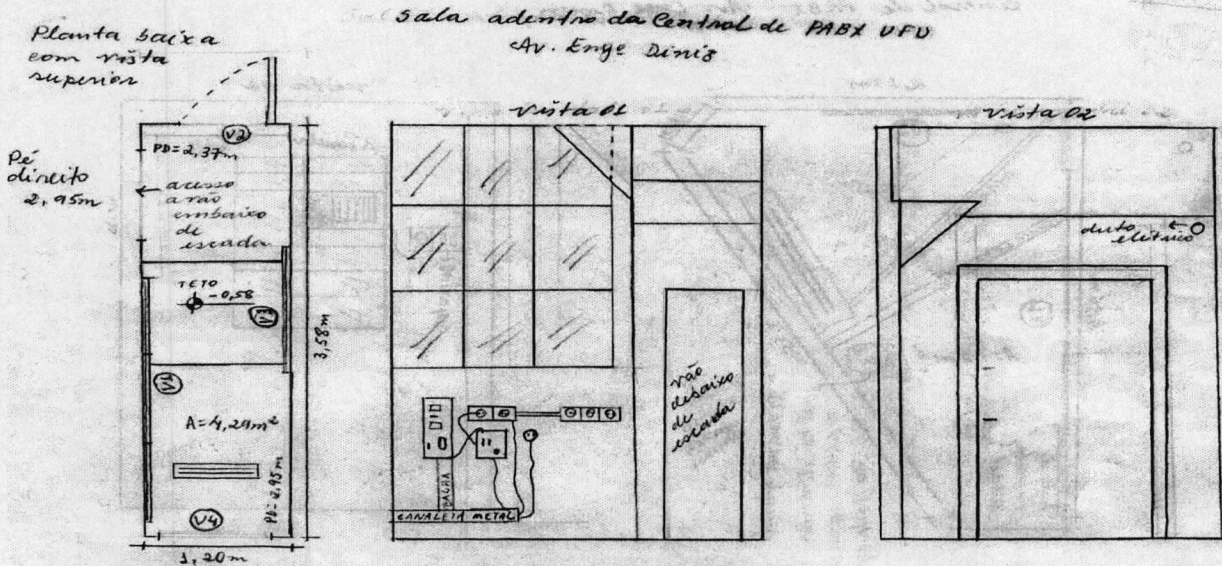 Sala adentro da Central de PABX UFU
Av. Engº Diniz
Planta baixa
com vista
superior
Pé
direito
2,95m
V2
PD=2,37m
acesso
a vão
embaixo
de
escada
TETO
-0,58
V3
3,58m
V1
A=4,29m²
PD=2,95m
V4
1,20m
Vista 01
vão
debaixo
de
escada
CALHA
CANALETA METAL
Vista 02
duto
elétrico